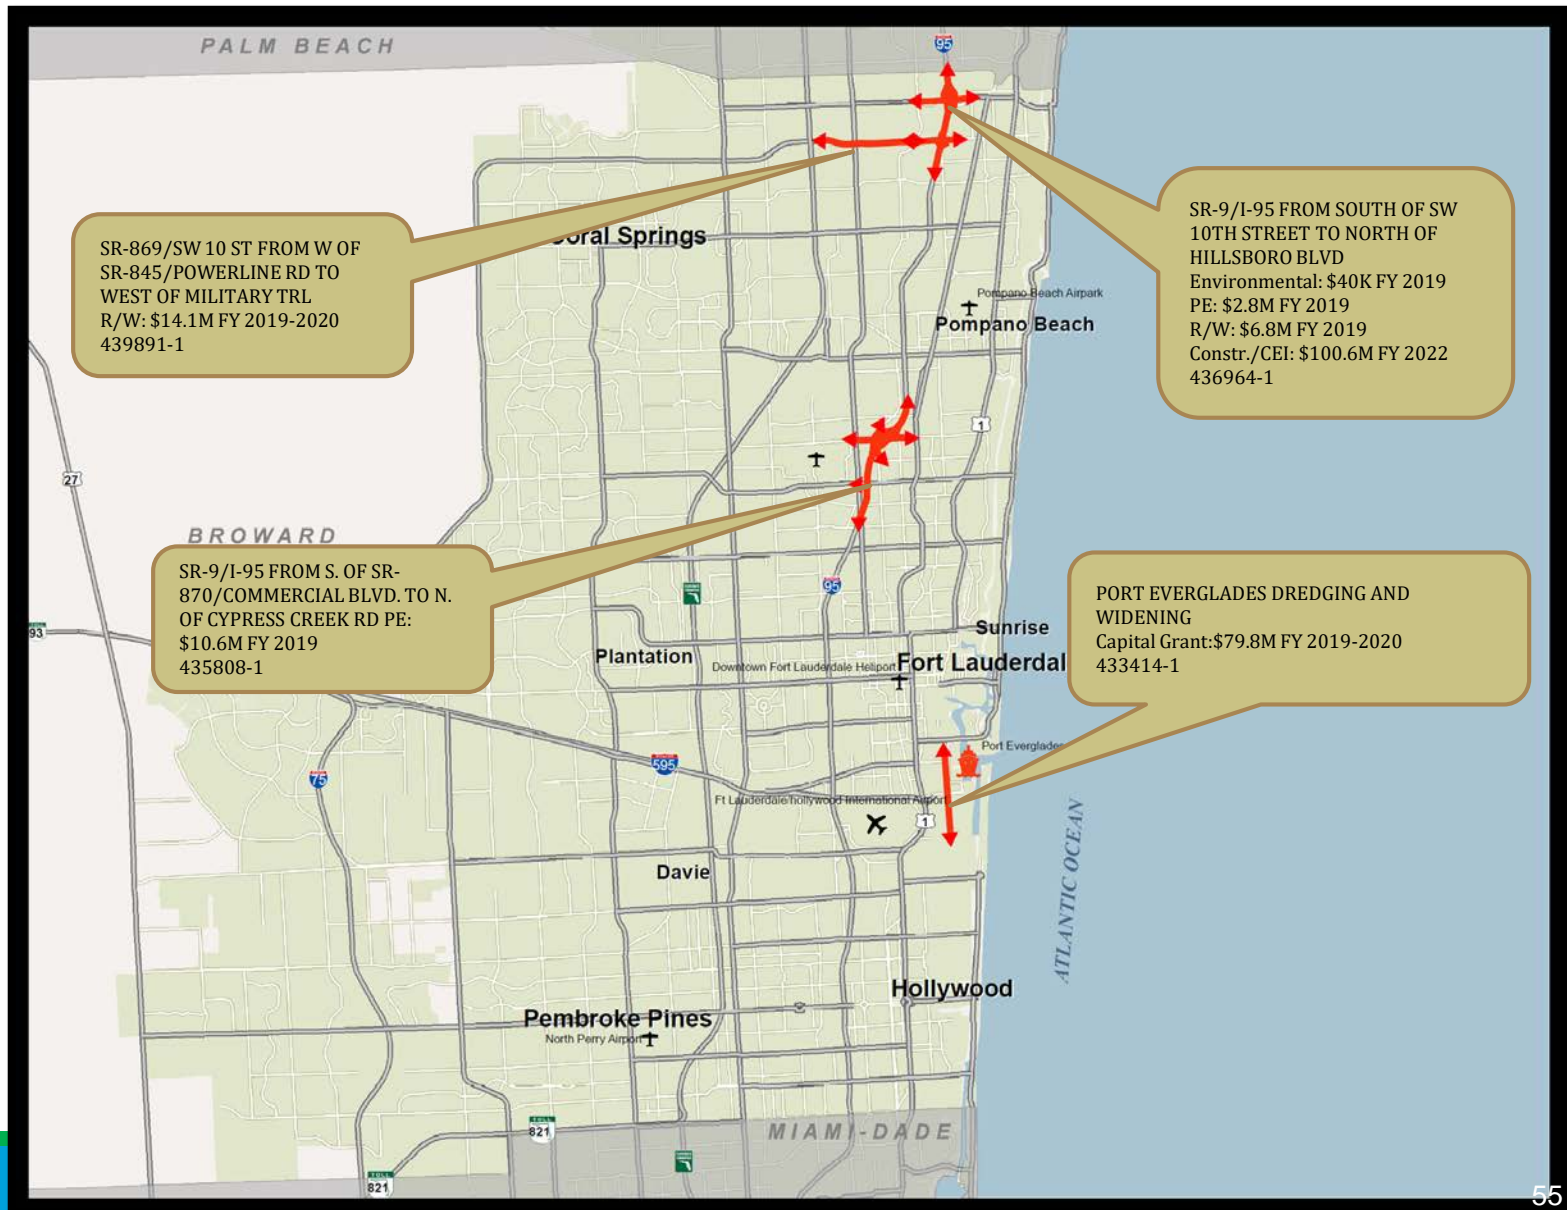 PALM BEACH
95
SR-869/SW 10 ST FROM W OF
SR-845/POWERLINE RD TO
WEST OF MILITARY TRL
R/W: $14.1M FY 2019-2020
439891-1
SR-9/I-95 FROM SOUTH OF SW
10TH STREET TO NORTH OF
HILLSBORO BLVD
Environmental: $40K FY 2019
PE: $2.8M FY 2019
R/W: $6.8M FY 2019
Constr./CEI: $100.6M FY 2022
436964-1
oral Springs
Pompano Beach Airpark
Pompano Beach
1
27
BROWARD
SR-9/I-95 FROM S. OF SR-
870/COMMERCIAL BLVD. TO N.
OF CYPRESS CREEK RD PE:
$10.6M FY 2019
435808-1
95
PORT EVERGLADES DREDGING AND
WIDENING
Capital Grant:$79.8M FY 2019-2020
433414-1
93
Sunrise
Plantation
Downtown Fort Lauderdale Heliport
Fort Lauderdal
Port Everglades
595
75
Ft Lauderdale/hollywood International Airport
1
ATLANTIC OCEAN
Davie
Hollywood
Pembroke Pines
North Perry Airport
TOLL
821
MIAMI-DADE
TOLL
821
55